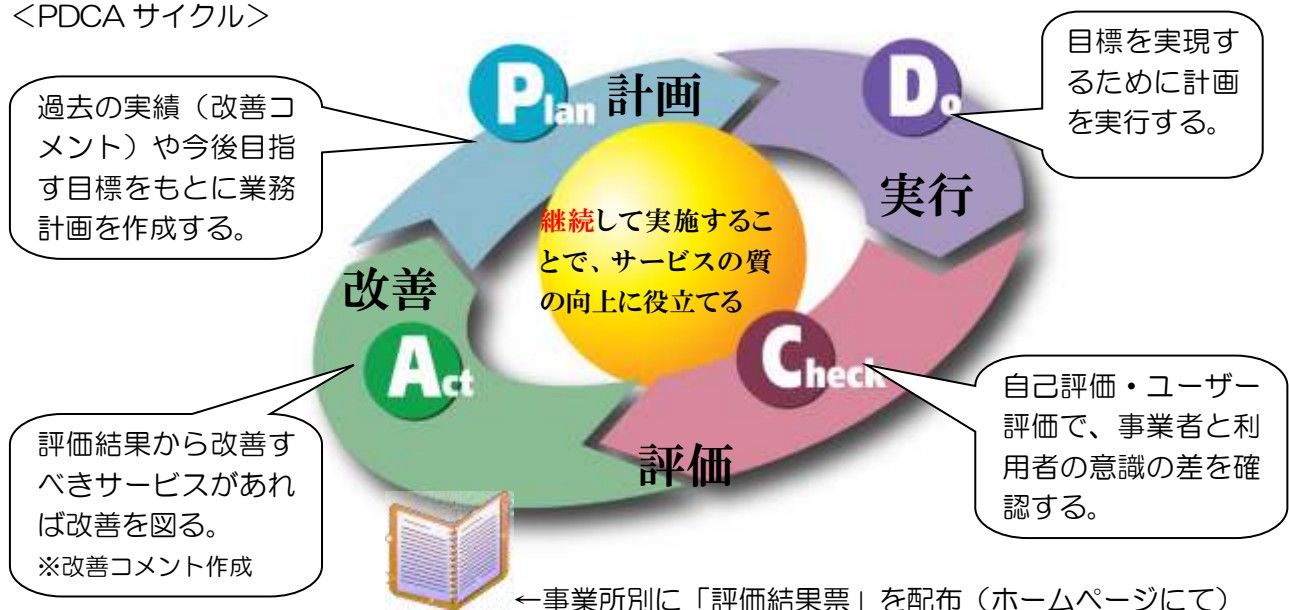 <PDCA サイクル>
過去の実績（改善コ
メント）や今後目指
す目標をもとに業務
計画を作成する。
Plan 計画
Do
実行
目標を実現す
るために計画
を実行する。
継続して実施するこ
とで、サービスの質
の向上に役立てる
改善
Act
Check
評価
自己評価・ユーザー
評価で、事業者と利
用者の意識の差を確
認する。
評価結果から改善す
べきサービスがあれ
ば改善を図る。
※改善コメント作成
←事業所別に「評価結果票」を配布（ホームページにて）